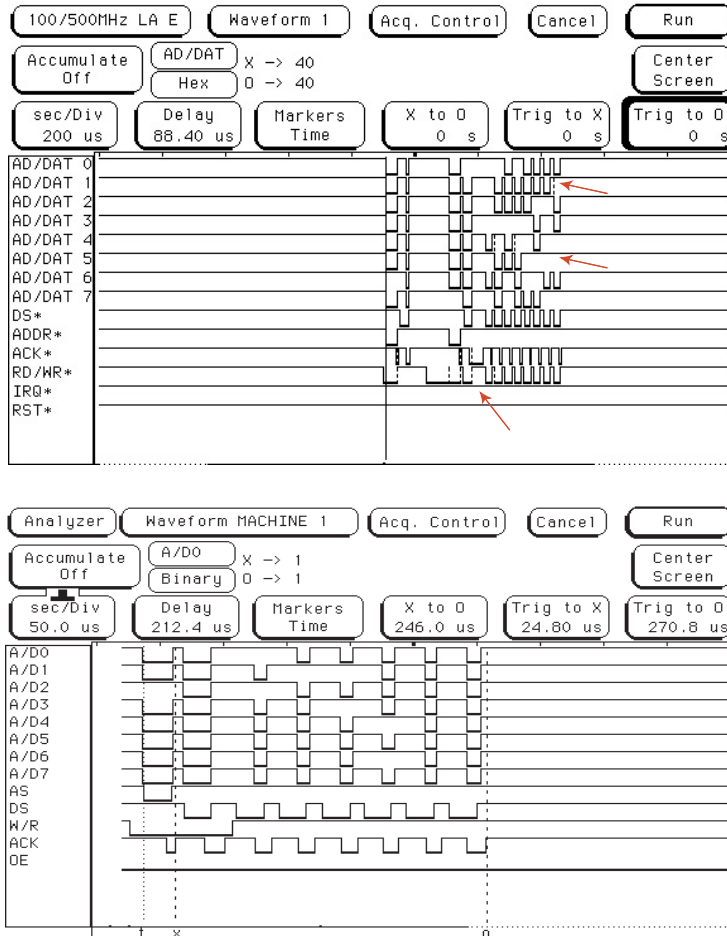 100/500MHz LA E Waveform 1 Acq. Control Cancel Run
Accumulate Off AD/DAT Hex X -> 40 O -> 40 Center Screen
sec/Div 200 us Delay 88.40 us Markers Time X to O 0 s Trig to X 0 s Trig to O 0 s
AD/DAT 0
AD/DAT 1
AD/DAT 2
AD/DAT 3
AD/DAT 4
AD/DAT 5
AD/DAT 6
AD/DAT 7
DS*
ADDR*
ACK*
RD/WR*
IRQ*
RST*
Analyzer Waveform MACHINE 1 Acq. Control Cancel Run
Accumulate Off A/D0 Binary X -> 1 O -> 1 Center Screen
sec/Div 50.0 us Delay 212.4 us Markers Time X to O 246.0 us Trig to X 24.80 us Trig to O 270.8 us
A/D0
A/D1
A/D2
A/D3
A/D4
A/D5
A/D6
A/D7
AS
DS
W/R
ACK
OE
t X O